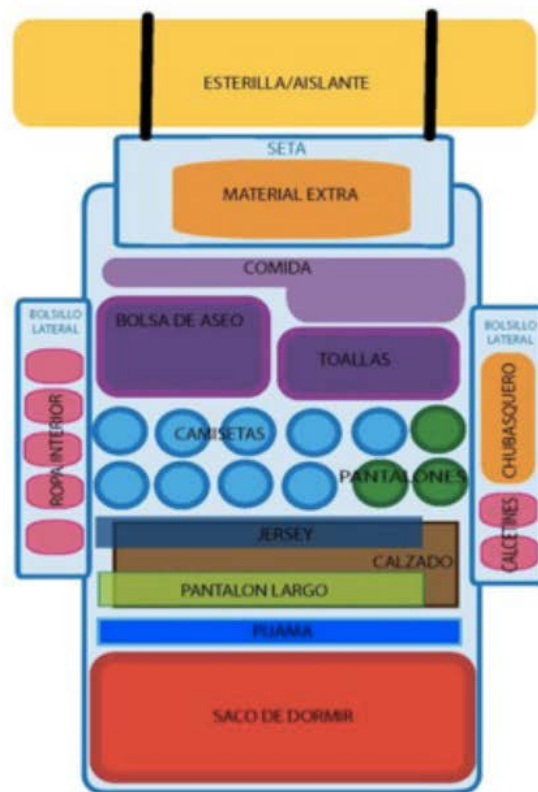 ESTERILLA/AISLANTE
SETA
MATERIAL EXTRA
COMIDA
BOLSILLO
LATERAL
BOLSA DE ASEO
BOLSILLO
LATERAL
TOALLAS
ROPA INTERIOR
CAMISETAS
CHUBASQUERO
PANTALONES
CALCETINES
JERSEY
CALZADO
PANTALON LARGO
PIJAMA
SACO DE DORMIR